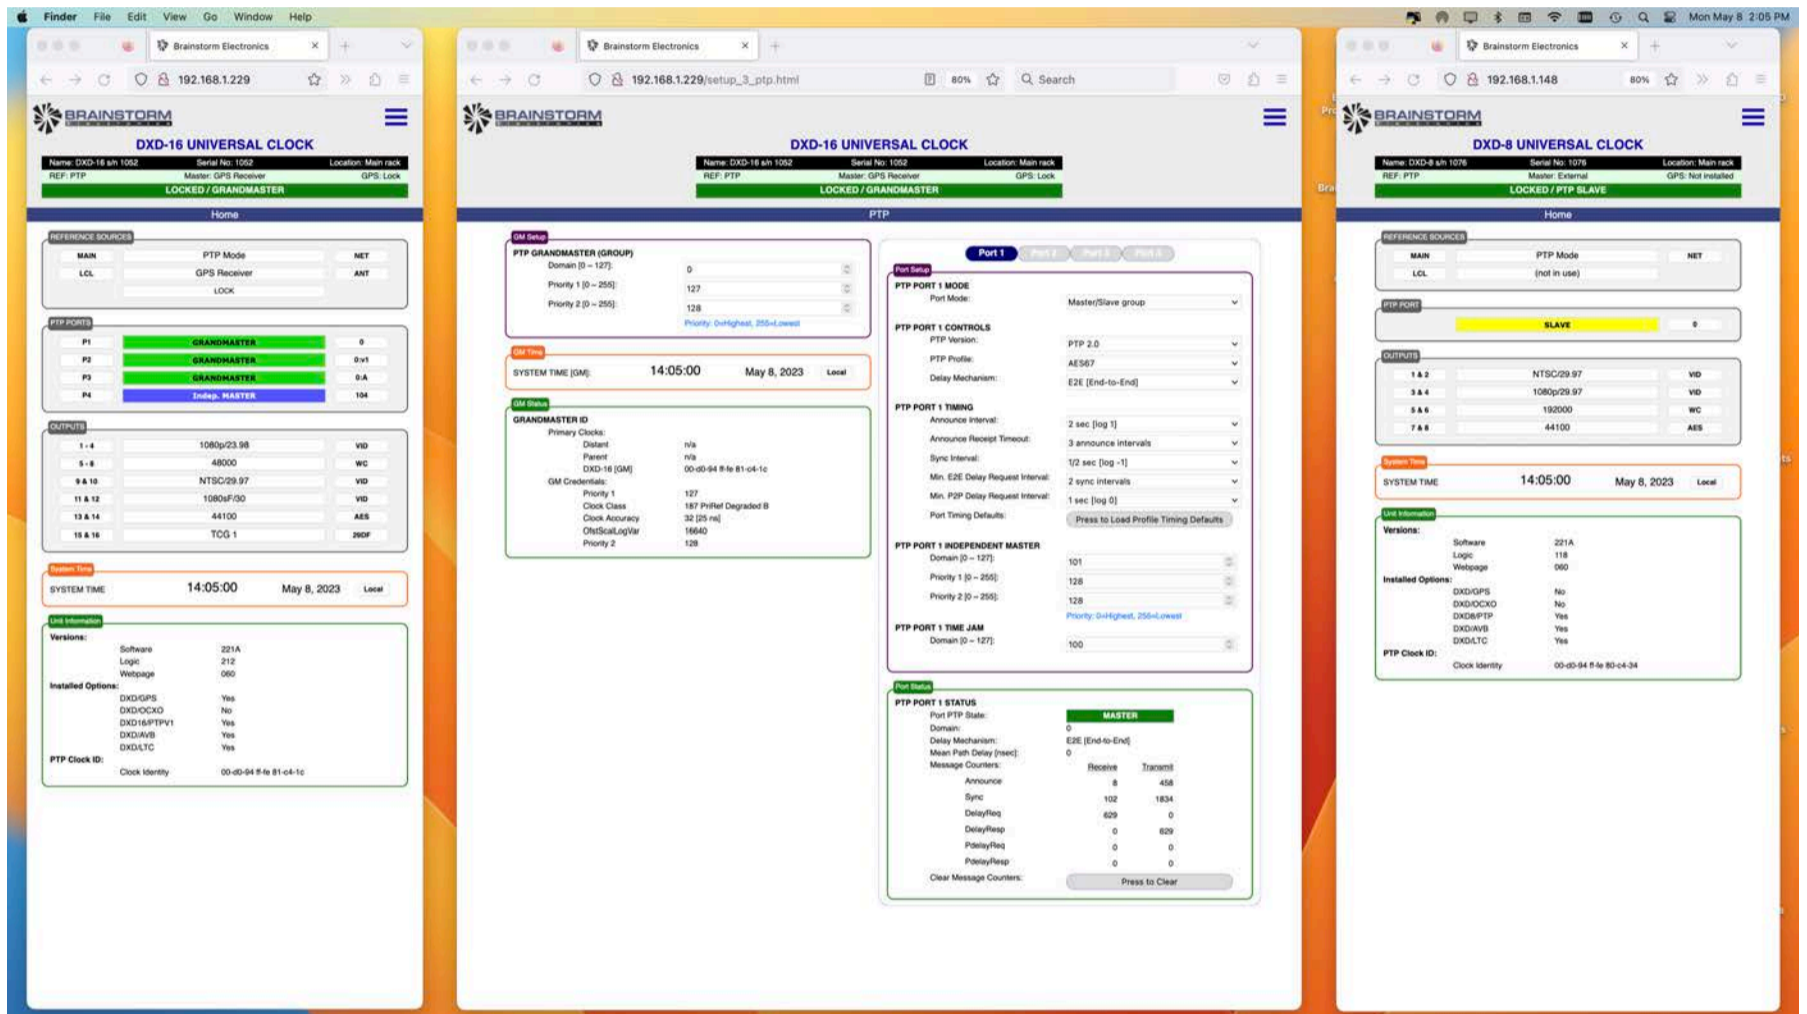 Finder File Edit View Go Window Help
Mon May 8 2:05 PM
Brainstorm Electronics
192.168.1.229
BRAINSTORM
DXD-16 UNIVERSAL CLOCK
Name: DXD-16 s/n 1052 Serial No: 1052 Location: Main rack
REF: PTP Master: GPS Receiver GPS: Lock
LOCKED / GRANDMASTER
Home
REFERENCE SOURCES
MAIN PTP Mode NET
LCL GPS Receiver ANT
LOCK
PTP PORTS
P1 GRANDMASTER 0
P2 GRANDMASTER 0:v1
P3 GRANDMASTER 0:A
P4 Indep. MASTER 104
OUTPUTS
1 - 4 1080p/23.98 VID
5 - 8 48000 WC
9 & 10 NTSC/29.97 VID
11 & 12 1080sF/30 VID
13 & 14 44100 AES
15 & 16 TCG 1 29DF
System Time
SYSTEM TIME 14:05:00 May 8, 2023 Local
Unit Information
Versions:
Software 221A
Logic 212
Webpage 060
Installed Options:
DXD/GPS Yes
DXD/OCXO No
DXD16/PTPV1 Yes
DXD/AVB Yes
DXD/LTC Yes
PTP Clock ID:
Clock Identity 00-d0-94 ff-fe 81-c4-1c
Brainstorm Electronics
192.168.1.229/setup_3_ptp.html 80% Search
BRAINSTORM
DXD-16 UNIVERSAL CLOCK
Name: DXD-16 s/n 1052 Serial No: 1052 Location: Main rack
REF: PTP Master: GPS Receiver GPS: Lock
LOCKED / GRANDMASTER
PTP
GM Setup
PTP GRANDMASTER (GROUP)
Domain [0 – 127]: 0
Priority 1 [0 – 255]: 127
Priority 2 [0 – 255]: 128
Priority: 0=Highest, 255=Lowest
GM Time
SYSTEM TIME [GM]: 14:05:00 May 8, 2023 Local
GM Status
GRANDMASTER ID
Primary Clocks:
Distant n/a
Parent n/a
DXD-16 [GM] 00-d0-94 ff-fe 81-c4-1c
GM Credentials:
Priority 1 127
Clock Class 187 PriRef Degraded B
Clock Accuracy 32 [25 ns]
OfstScalLogVar 16640
Priority 2 128
Port 1 Port 2 Port 3 Port 4
Port Setup
PTP PORT 1 MODE
Port Mode: Master/Slave group
PTP PORT 1 CONTROLS
PTP Version: PTP 2.0
PTP Profile: AES67
Delay Mechanism: E2E [End-to-End]
PTP PORT 1 TIMING
Announce Interval: 2 sec [log 1]
Announce Receipt Timeout: 3 announce intervals
Sync Interval: 1/2 sec [log -1]
Min. E2E Delay Request Interval: 2 sync intervals
Min. P2P Delay Request Interval: 1 sec [log 0]
Port Timing Defaults: Press to Load Profile Timing Defaults
PTP PORT 1 INDEPENDENT MASTER
Domain [0 – 127]: 101
Priority 1 [0 – 255]: 128
Priority 2 [0 – 255]: 128
Priority: 0=Highest, 255=Lowest
PTP PORT 1 TIME JAM
Domain [0 – 127]: 100
Port Status
PTP PORT 1 STATUS
Port PTP State: MASTER
Domain: 0
Delay Mechanism: E2E [End-to-End]
Mean Path Delay [nsec]: 0
Message Counters: Receive Transmit
Announce 8 458
Sync 102 1834
DelayReq 629 0
DelayResp 0 629
PdelayReq 0 0
PdelayResp 0 0
Clear Message Counters: Press to Clear
Brainstorm Electronics
192.168.1.148 80%
BRAINSTORM
DXD-8 UNIVERSAL CLOCK
Name: DXD-8 s/n 1076 Serial No: 1076 Location: Main rack
REF: PTP Master: External GPS: Not installed
LOCKED / PTP SLAVE
Home
REFERENCE SOURCES
MAIN PTP Mode NET
LCL (not in use)
PTP PORT
SLAVE 0
OUTPUTS
1 & 2 NTSC/29.97 VID
3 & 4 1080p/29.97 VID
5 & 6 192000 WC
7 & 8 44100 AES
System Time
SYSTEM TIME 14:05:00 May 8, 2023 Local
Unit Information
Versions:
Software 221A
Logic 118
Webpage 060
Installed Options:
DXD/GPS No
DXD/OCXO No
DXD8/PTP Yes
DXD/AVB Yes
DXD/LTC Yes
PTP Clock ID:
Clock Identity 00-d0-94 ff-fe 80-c4-34